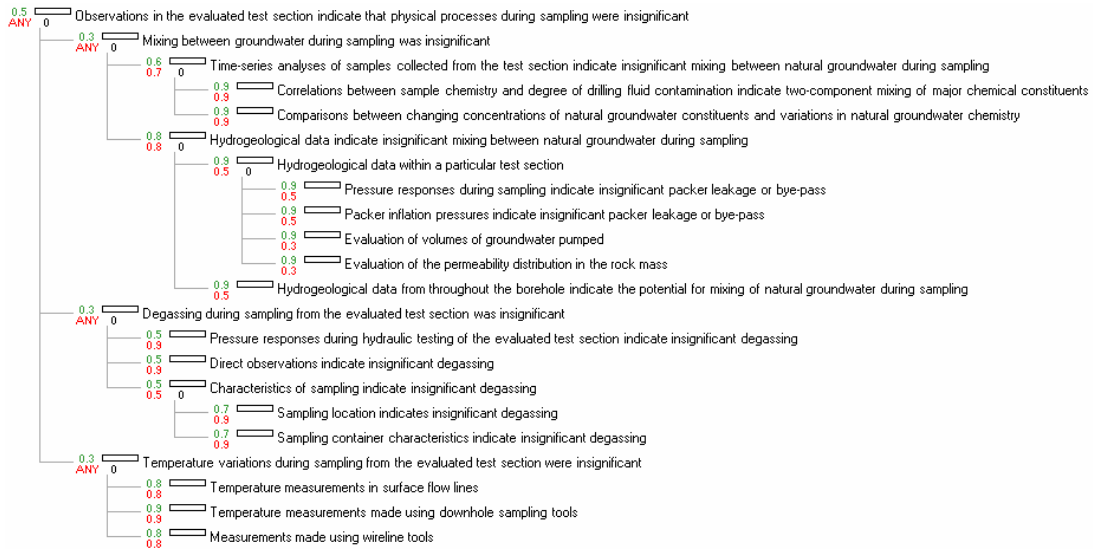 0.5 Observations in the evaluated test section indicate that physical processes during sampling were insignificant
ANY 0
0.3 Mixing between groundwater during sampling was insignificant
ANY 0
0.6 Time-series analyses of samples collected from the test section indicate insignificant mixing between natural groundwater during sampling
0.7 0
0.9 Correlations between sample chemistry and degree of drilling fluid contamination indicate two-component mixing of major chemical constituents
0.9
0.9 Comparisons between changing concentrations of natural groundwater constituents and variations in natural groundwater chemistry
0.9
0.8 Hydrogeological data indicate insignificant mixing between natural groundwater during sampling
0.8 0
0.9 Hydrogeological data within a particular test section
0.5 0
0.9 Pressure responses during sampling indicate insignificant packer leakage or bye-pass
0.5
0.9 Packer inflation pressures indicate insignificant packer leakage or bye-pass
0.5
0.9 Evaluation of volumes of groundwater pumped
0.3
0.9 Evaluation of the permeability distribution in the rock mass
0.3
0.9 Hydrogeological data from throughout the borehole indicate the potential for mixing of natural groundwater during sampling
0.5
0.3 Degassing during sampling from the evaluated test section was insignificant
ANY 0
0.5 Pressure responses during hydraulic testing of the evaluated test section indicate insignificant degassing
0.9
0.5 Direct observations indicate insignificant degassing
0.9
0.5 Characteristics of sampling indicate insignificant degassing
0.5 0
0.7 Sampling location indicates insignificant degassing
0.9
0.7 Sampling container characteristics indicate insignificant degassing
0.9
0.3 Temperature variations during sampling from the evaluated test section were insignificant
ANY 0
0.8 Temperature measurements in surface flow lines
0.8
0.9 Temperature measurements made using downhole sampling tools
0.9
0.8 Measurements made using wireline tools
0.8